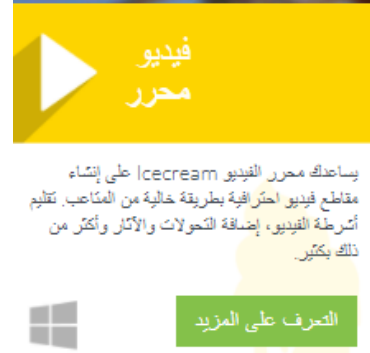 فيديو
محرر
يساعدك محرر الفيديو Icecream على إنشاء
مقاطع فيديو احترافية بطريقة خالية من المتاعب. تقليم
أشرطة الفيديو، إضافة التحولات والآثار وأكثر من
ذلك بكثير.
التعرف على المزيد